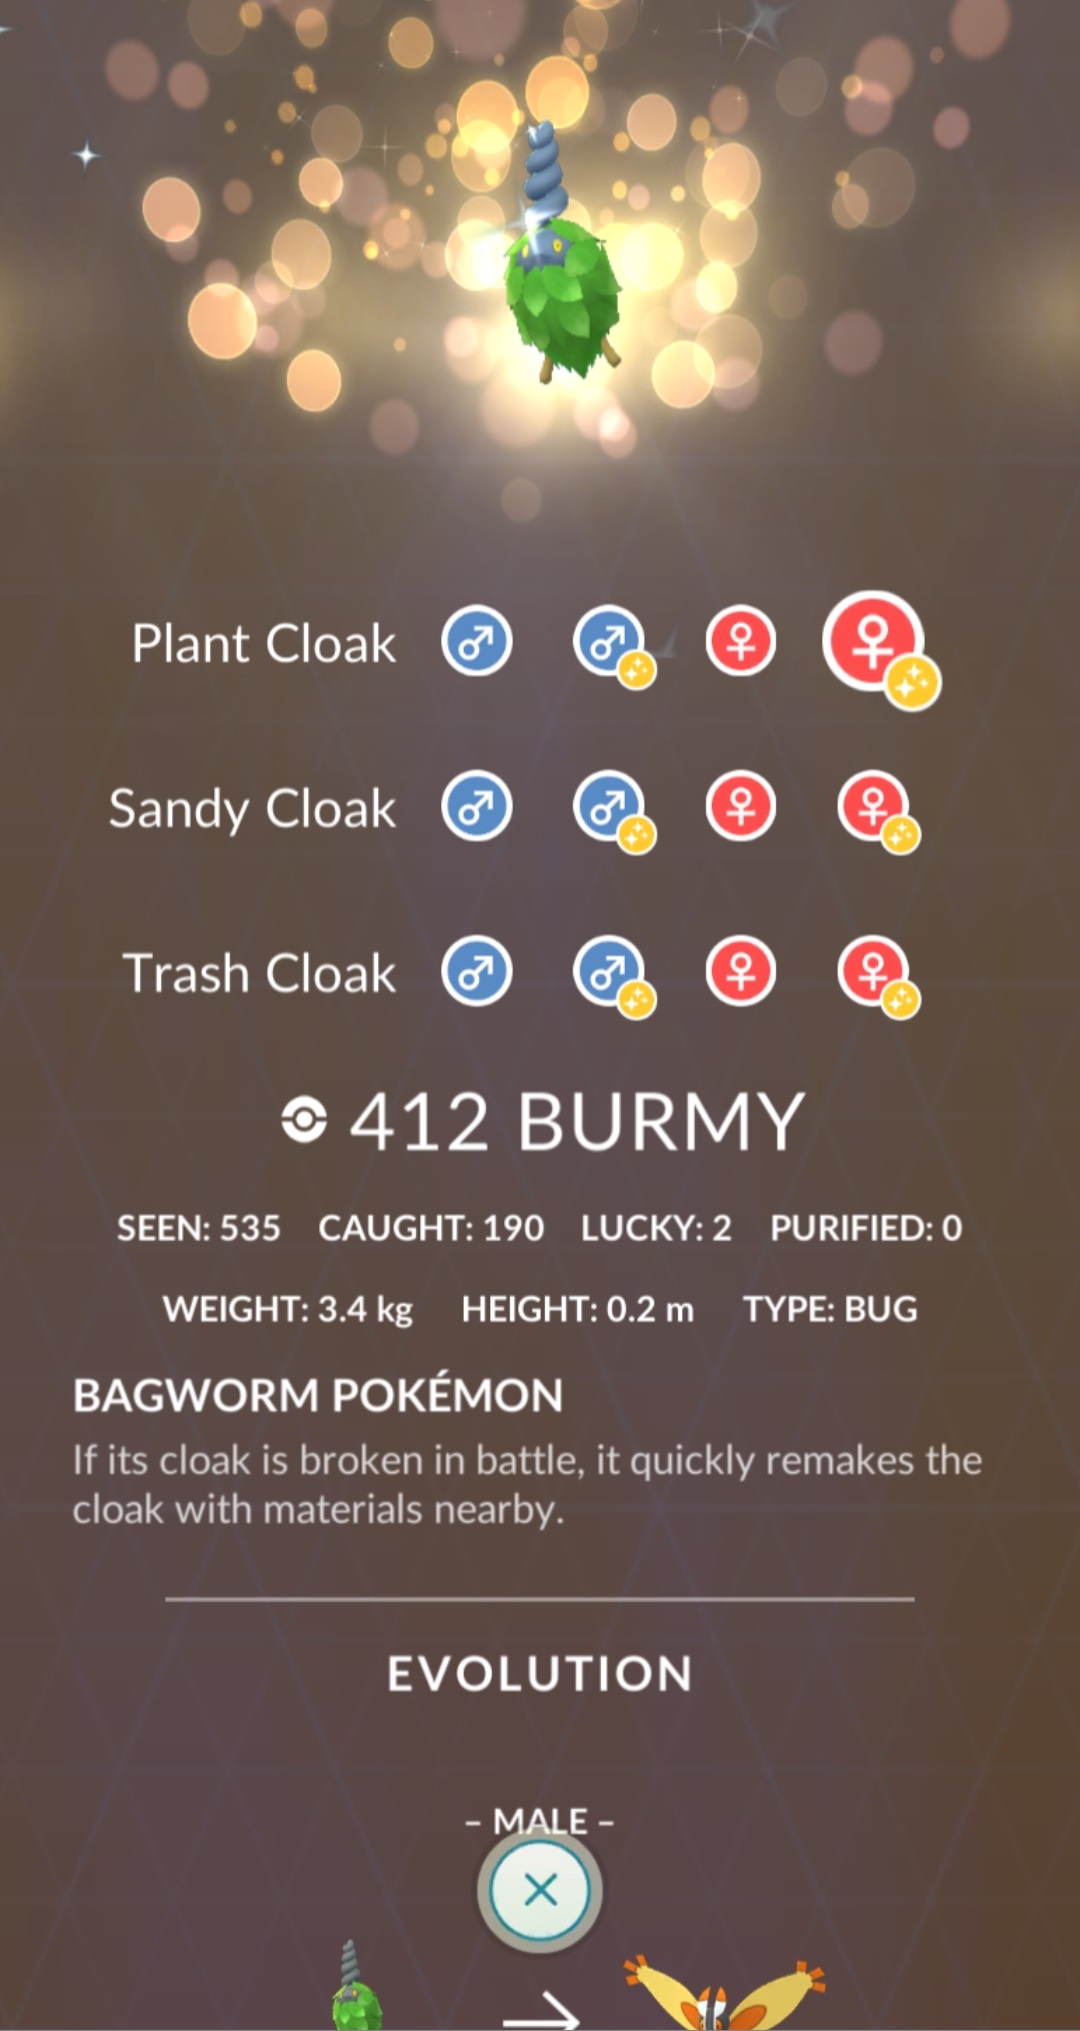 Plant Cloak
Sandy Cloak
Trash Cloak
412 BURMY
SEEN: 535 CAUGHT: 190 LUCKY: 2 PURIFIED: 0
WEIGHT: 3.4 kg HEIGHT: 0.2 m TYPE: BUG
BAGWORM POKÉMON
If its cloak is broken in battle, it quickly remakes the
cloak with materials nearby.
EVOLUTION
– MALE –